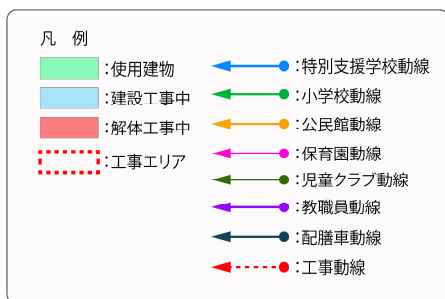 凡 例
:使用建物
:建設工事中
:解体工事中
:工事エリア
:特別支援学校動線
:小学校動線
:公民館動線
:保育園動線
:児童クラブ動線
:教職員動線
:配膳車動線
:工事動線